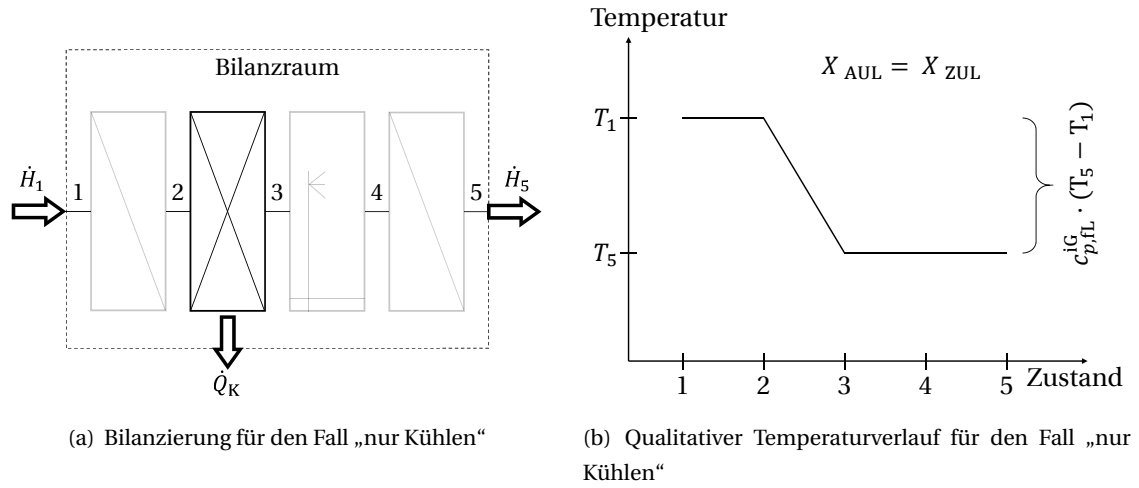 Bilanzraum
Ḣ1
1
2
3
4
5
Ḣ5
Q̇K
(a) Bilanzierung für den Fall „nur Kühlen“
Temperatur
X AUL = X ZUL
T1
T5
c iG p,fL · (T5 − T1)
1 2 3 4 5 Zustand
(b) Qualitativer Temperaturverlauf für den Fall „nur
Kühlen“